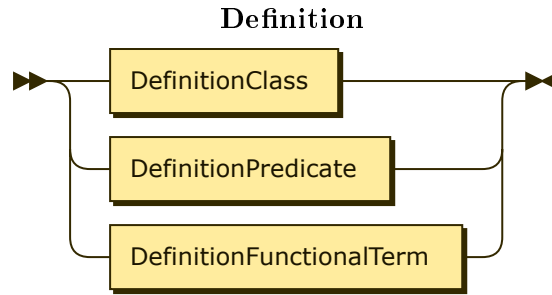 Definition
DefinitionClass
DefinitionPredicate
DefinitionFunctionalTerm